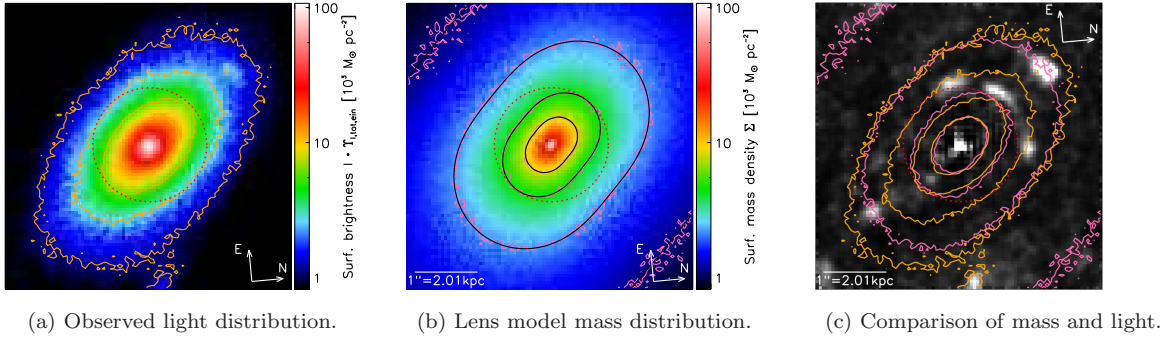 100
10
1
Surf. brightness I • ϒI,tot,ein [10³ M⊙ pc⁻²]
E
N
100
10
1
Surf. mass density Σ [10³ M⊙ pc⁻²]
E
N
1"=2.01kpc
E
N
1"=2.01kpc
(a) Observed light distribution.
(b) Lens model mass distribution.
(c) Comparison of mass and light.